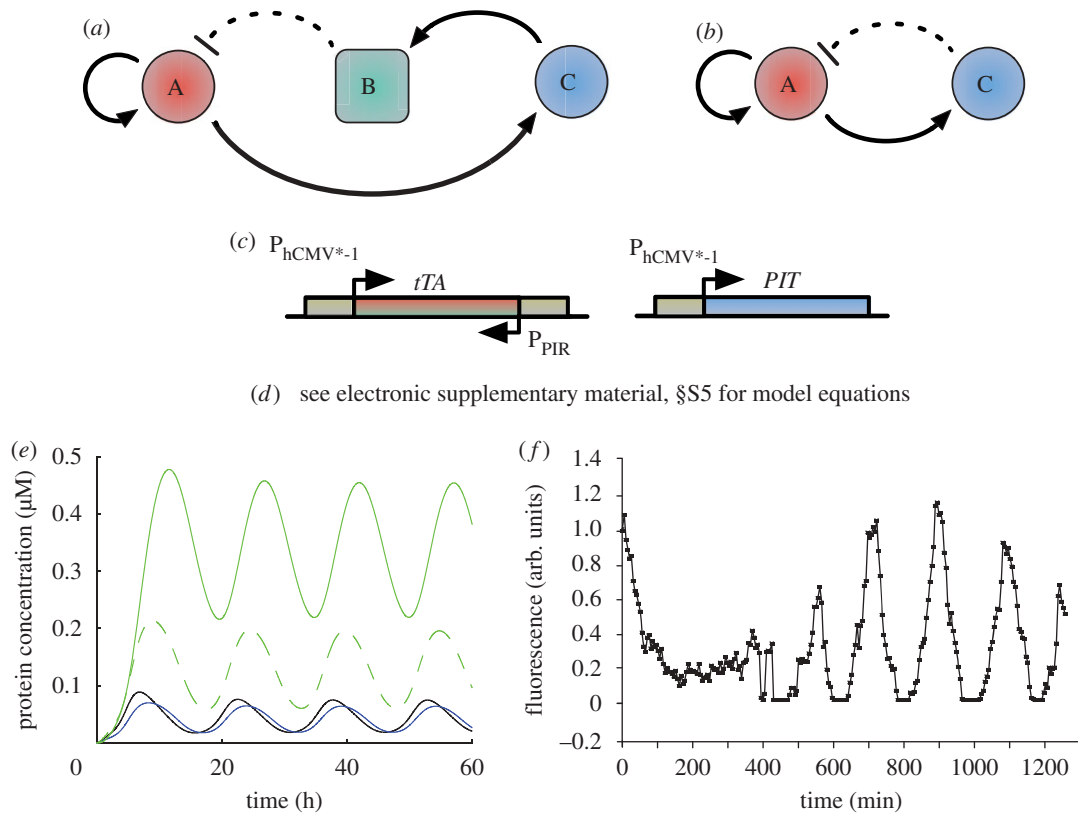 (a)
A
B
C
(b)
A
C
(c)
PhCMV*-1
tTA
PPIR
PhCMV*-1
PIT
(d) see electronic supplementary material, §S5 for model equations
(e)
protein concentration (µM)
0.5
0.4
0.3
0.2
0.1
0
20
40
60
time (h)
(f)
fluorescence (arb. units)
1.4
1.2
1.0
0.8
0.6
0.4
0.2
0
–0.2
0
200
400
600
800
1000
1200
time (min)